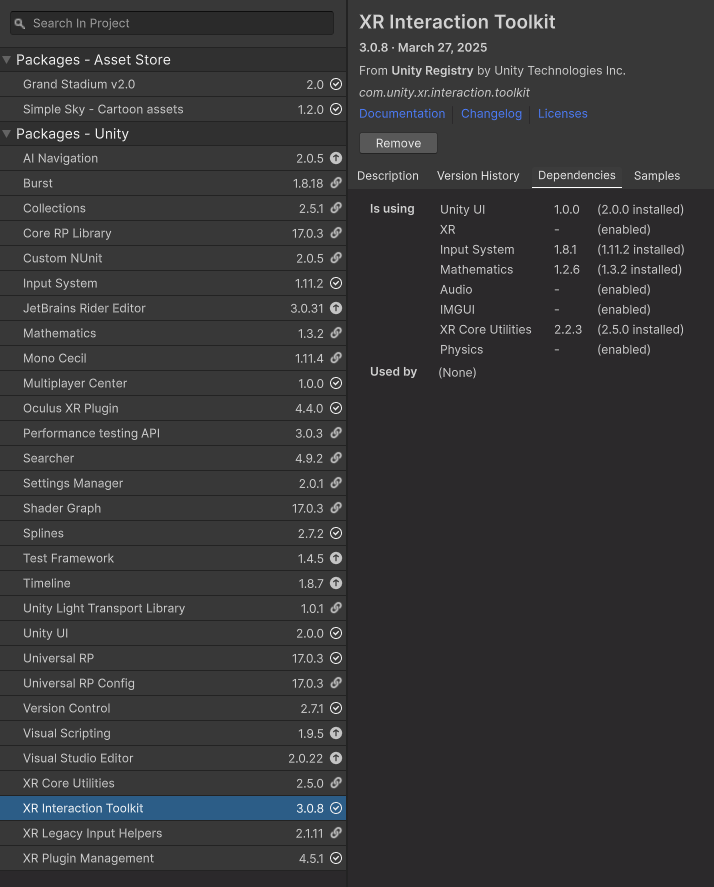 Search In Project
Packages - Asset Store
Grand Stadium v2.0 2.0
Simple Sky - Cartoon assets 1.2.0
Packages - Unity
AI Navigation 2.0.5
Burst 1.8.18
Collections 2.5.1
Core RP Library 17.0.3
Custom NUnit 2.0.5
Input System 1.11.2
JetBrains Rider Editor 3.0.31
Mathematics 1.3.2
Mono Cecil 1.11.4
Multiplayer Center 1.0.0
Oculus XR Plugin 4.4.0
Performance testing API 3.0.3
Searcher 4.9.2
Settings Manager 2.0.1
Shader Graph 17.0.3
Splines 2.7.2
Test Framework 1.4.5
Timeline 1.8.7
Unity Light Transport Library 1.0.1
Unity UI 2.0.0
Universal RP 17.0.3
Universal RP Config 17.0.3
Version Control 2.7.1
Visual Scripting 1.9.5
Visual Studio Editor 2.0.22
XR Core Utilities 2.5.0
XR Interaction Toolkit 3.0.8
XR Legacy Input Helpers 2.1.11
XR Plugin Management 4.5.1
XR Interaction Toolkit
3.0.8 · March 27, 2025
From Unity Registry by Unity Technologies Inc.
com.unity.xr.interaction.toolkit
Documentation Changelog Licenses
Remove
Description Version History Dependencies Samples
Is using Unity UI 1.0.0 (2.0.0 installed)
XR - (enabled)
Input System 1.8.1 (1.11.2 installed)
Mathematics 1.2.6 (1.3.2 installed)
Audio - (enabled)
IMGUI - (enabled)
XR Core Utilities 2.2.3 (2.5.0 installed)
Physics - (enabled)
Used by (None)